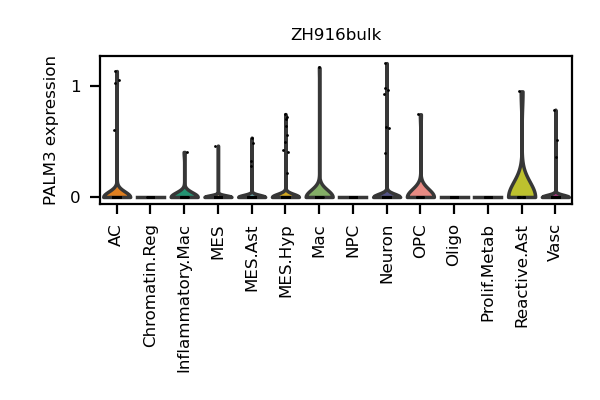 ZH916bulk
PALM3 expression
1
0
AC
Chromatin.Reg
Inflammatory.Mac
MES
MES.Ast
MES.Hyp
Mac
NPC
Neuron
OPC
Oligo
Prolif.Metab
Reactive.Ast
Vasc